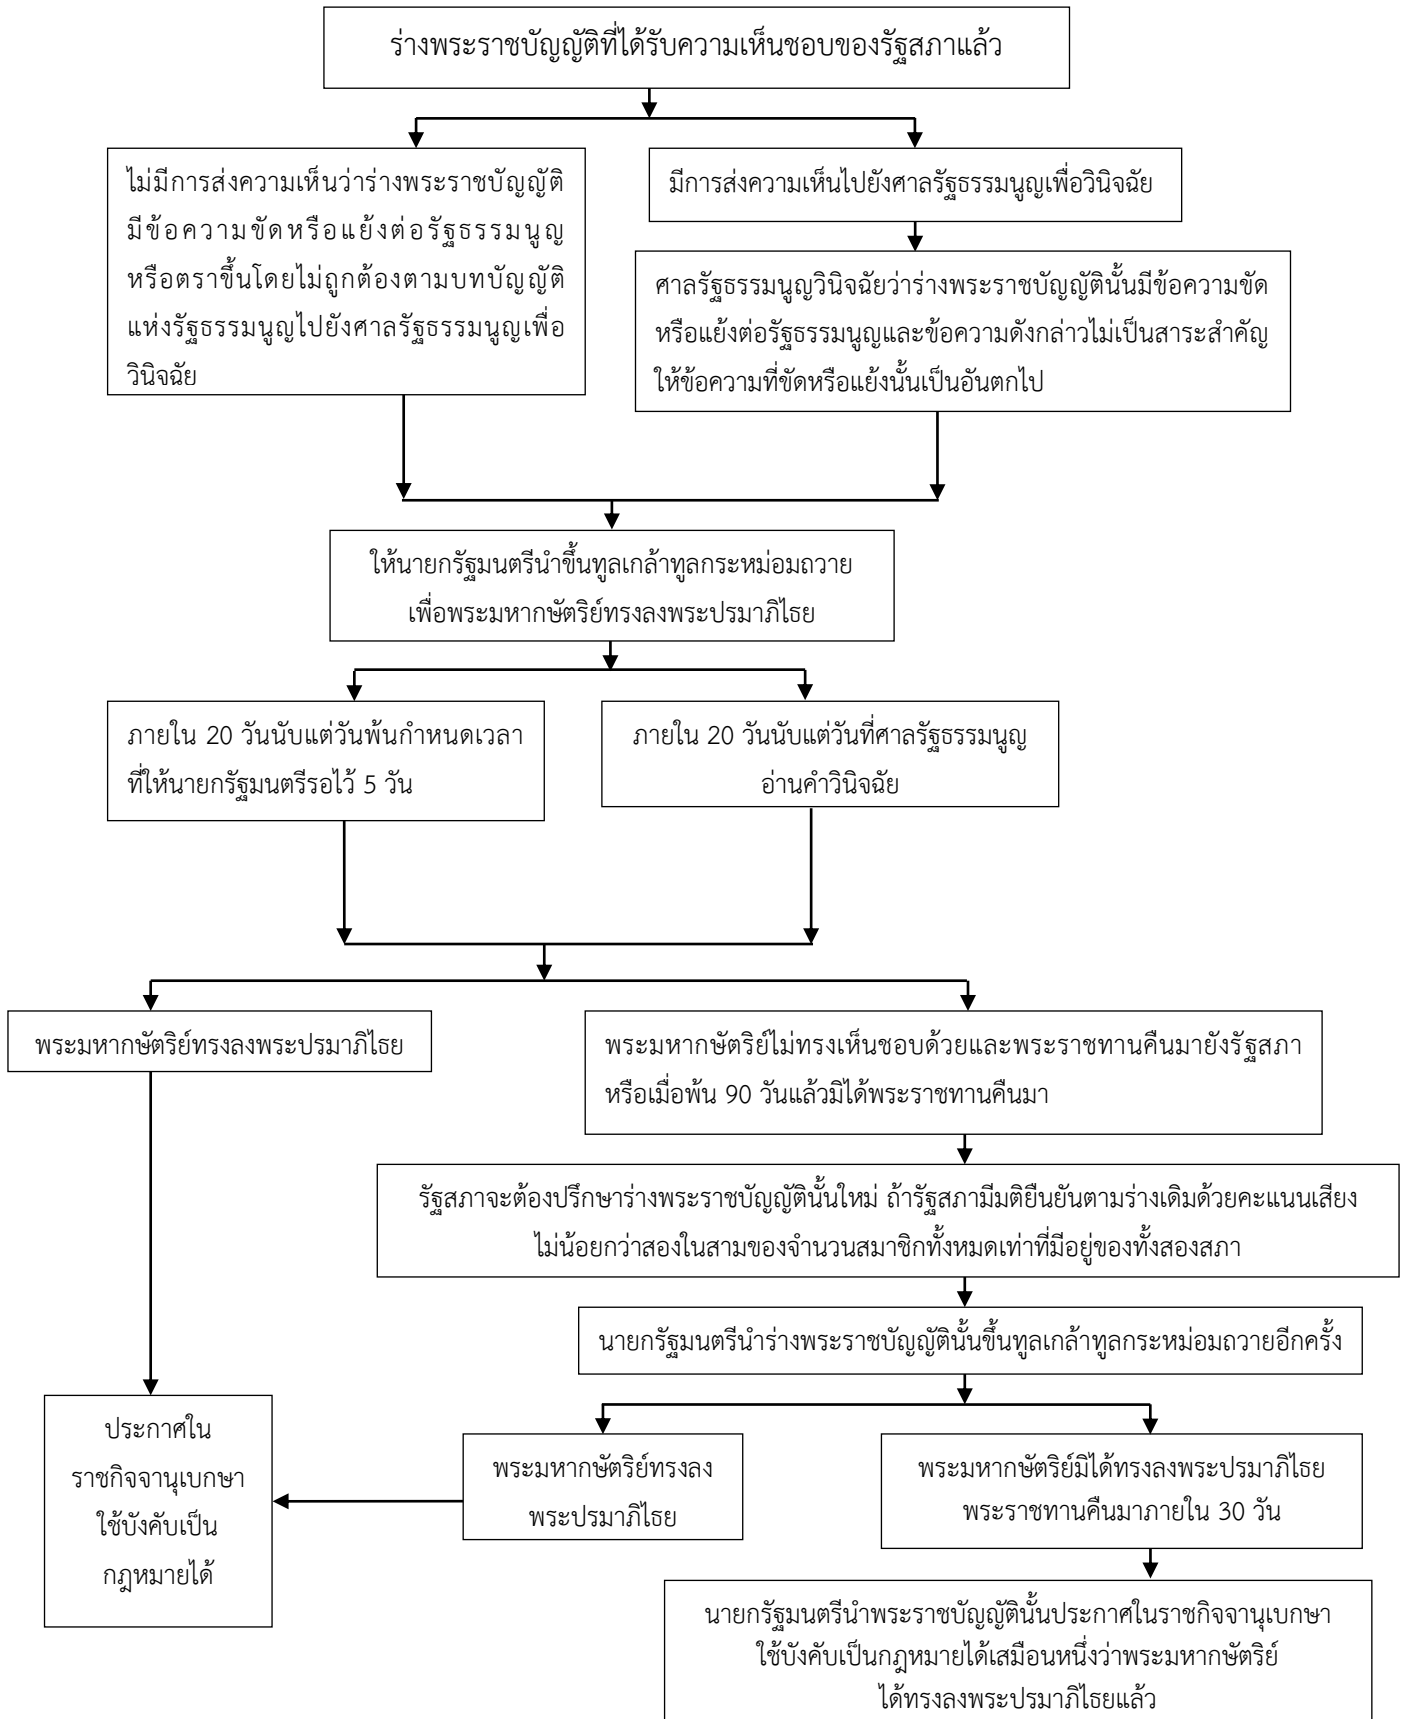 ร่างพระราชบัญญัติที่ได้รับความเห็นชอบของรัฐสภาแล้ว
ไม่มีการส่งความเห็นว่าร่างพระราชบัญญัติ
มีข้อความขัดหรือแย้งต่อรัฐธรรมนูญ
หรือตราขึ้นโดยไม่ถูกต้องตามบทบัญญัติ
แห่งรัฐธรรมนูญไปยังศาลรัฐธรรมนูญเพื่อ
วินิจฉัย
มีการส่งความเห็นไปยังศาลรัฐธรรมนูญเพื่อวินิจฉัย
ศาลรัฐธรรมนูญวินิจฉัยว่าร่างพระราชบัญญัตินั้นมีข้อความขัด
หรือแย้งต่อรัฐธรรมนูญและข้อความดังกล่าวไม่เป็นสาระสำคัญ
ให้ข้อความที่ขัดหรือแย้งนั้นเป็นอันตกไป
ให้นายกรัฐมนตรีนำขึ้นทูลเกล้าทูลกระหม่อมถวาย
เพื่อพระมหากษัตริย์ทรงลงพระปรมาภิไธย
ภายใน 20 วันนับแต่วันพ้นกำหนดเวลา
ที่ให้นายกรัฐมนตรีรอไว้ 5 วัน
ภายใน 20 วันนับแต่วันที่ศาลรัฐธรรมนูญ
อ่านคำวินิจฉัย
พระมหากษัตริย์ทรงลงพระปรมาภิไธย
พระมหากษัตริย์ไม่ทรงเห็นชอบด้วยและพระราชทานคืนมายังรัฐสภา
หรือเมื่อพ้น 90 วันแล้วมิได้พระราชทานคืนมา
รัฐสภาจะต้องปรึกษาร่างพระราชบัญญัตินั้นใหม่ ถ้ารัฐสภามีมติยืนยันตามร่างเดิมด้วยคะแนนเสียง
ไม่น้อยกว่าสองในสามของจำนวนสมาชิกทั้งหมดเท่าที่มีอยู่ของทั้งสองสภา
นายกรัฐมนตรีนำร่างพระราชบัญญัตินั้นขึ้นทูลเกล้าทูลกระหม่อมถวายอีกครั้ง
ประกาศใน
ราชกิจจานุเบกษา
ใช้บังคับเป็น
กฎหมายได้
พระมหากษัตริย์ทรงลง
พระปรมาภิไธย
พระมหากษัตริย์มิได้ทรงลงพระปรมาภิไธย
พระราชทานคืนมาภายใน 30 วัน
นายกรัฐมนตรีนำพระราชบัญญัตินั้นประกาศในราชกิจจานุเบกษา
ใช้บังคับเป็นกฎหมายได้เสมือนหนึ่งว่าพระมหากษัตริย์
ได้ทรงลงพระปรมาภิไธยแล้ว